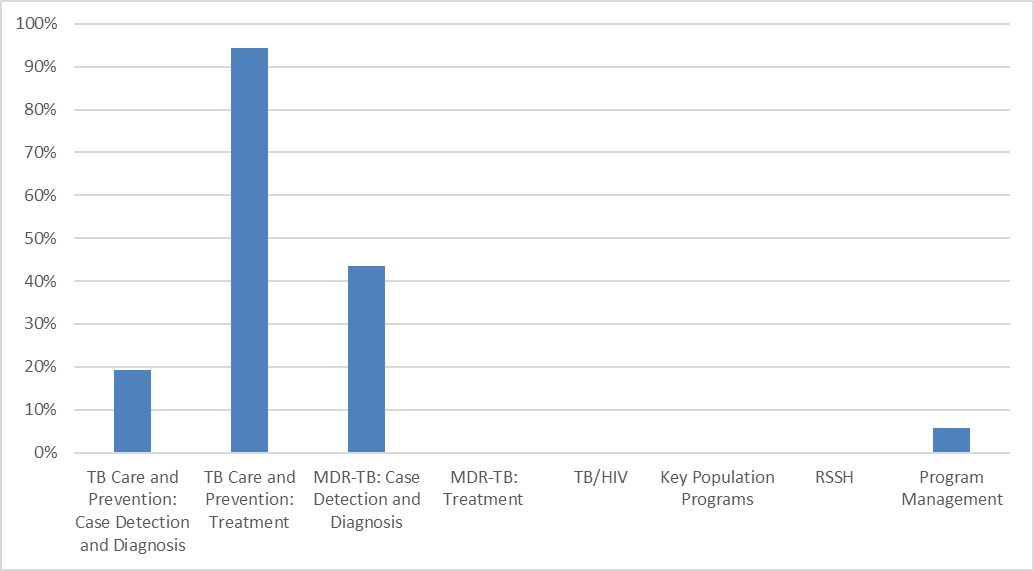 100%
90%
80%
70%
60%
50%
40%
30%
20%
10%
0%
TB Care and
Prevention:
Case Detection
and Diagnosis
TB Care and
Prevention:
Treatment
MDR-TB: Case
Detection and
Diagnosis
MDR-TB:
Treatment
TB/HIV
Key Population
Programs
RSSH
Program
Management